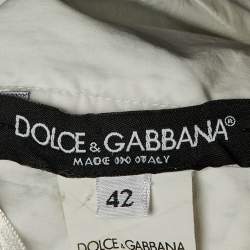 DOLCE & GABBANA®
MADE IN ITALY
42
DOLCE & GABBANA